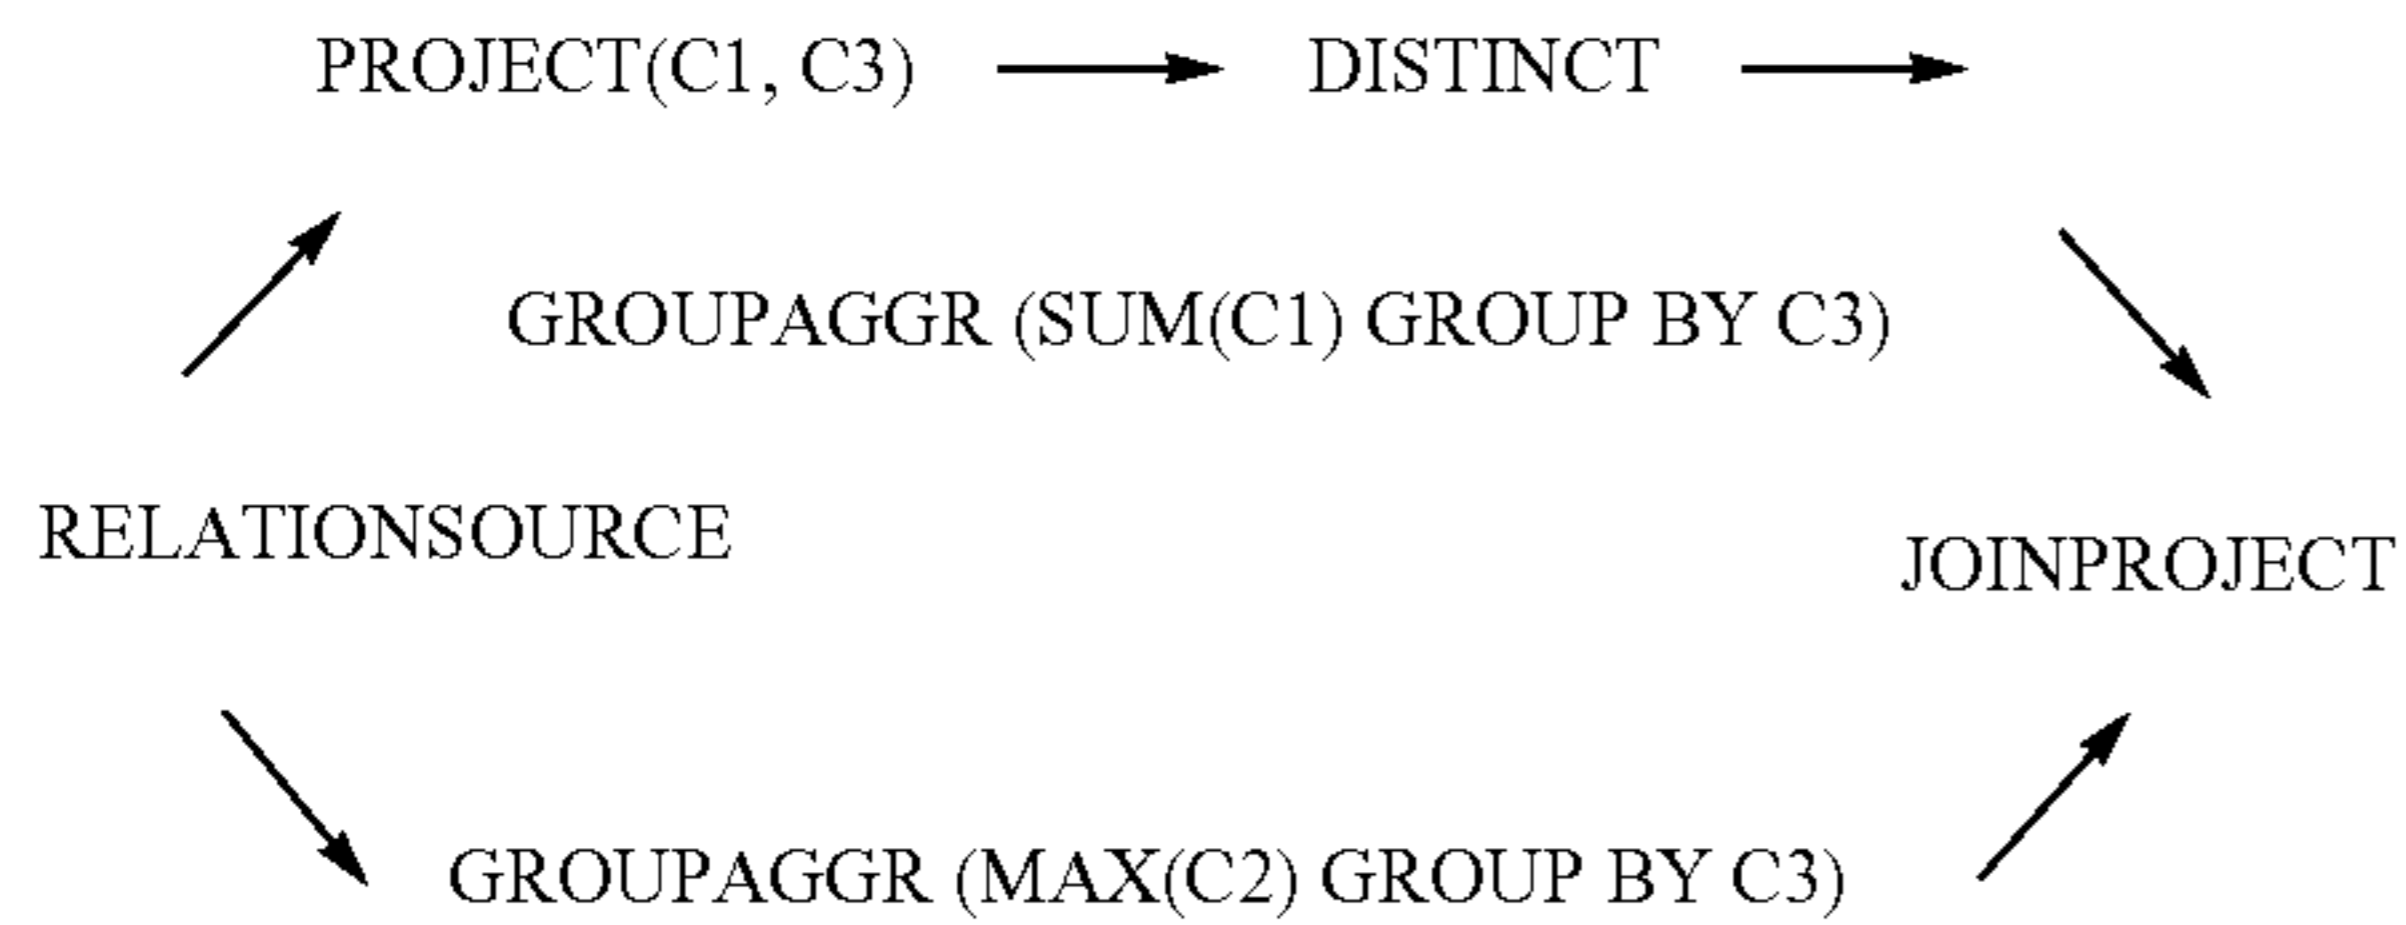 PROJECT(C1, C3) DISTINCT
GROUPAGGR (SUM(C1) GROUP BY C3)
RELATIONSOURCE
JOINPROJECT
GROUPAGGR (MAX(C2) GROUP BY C3)